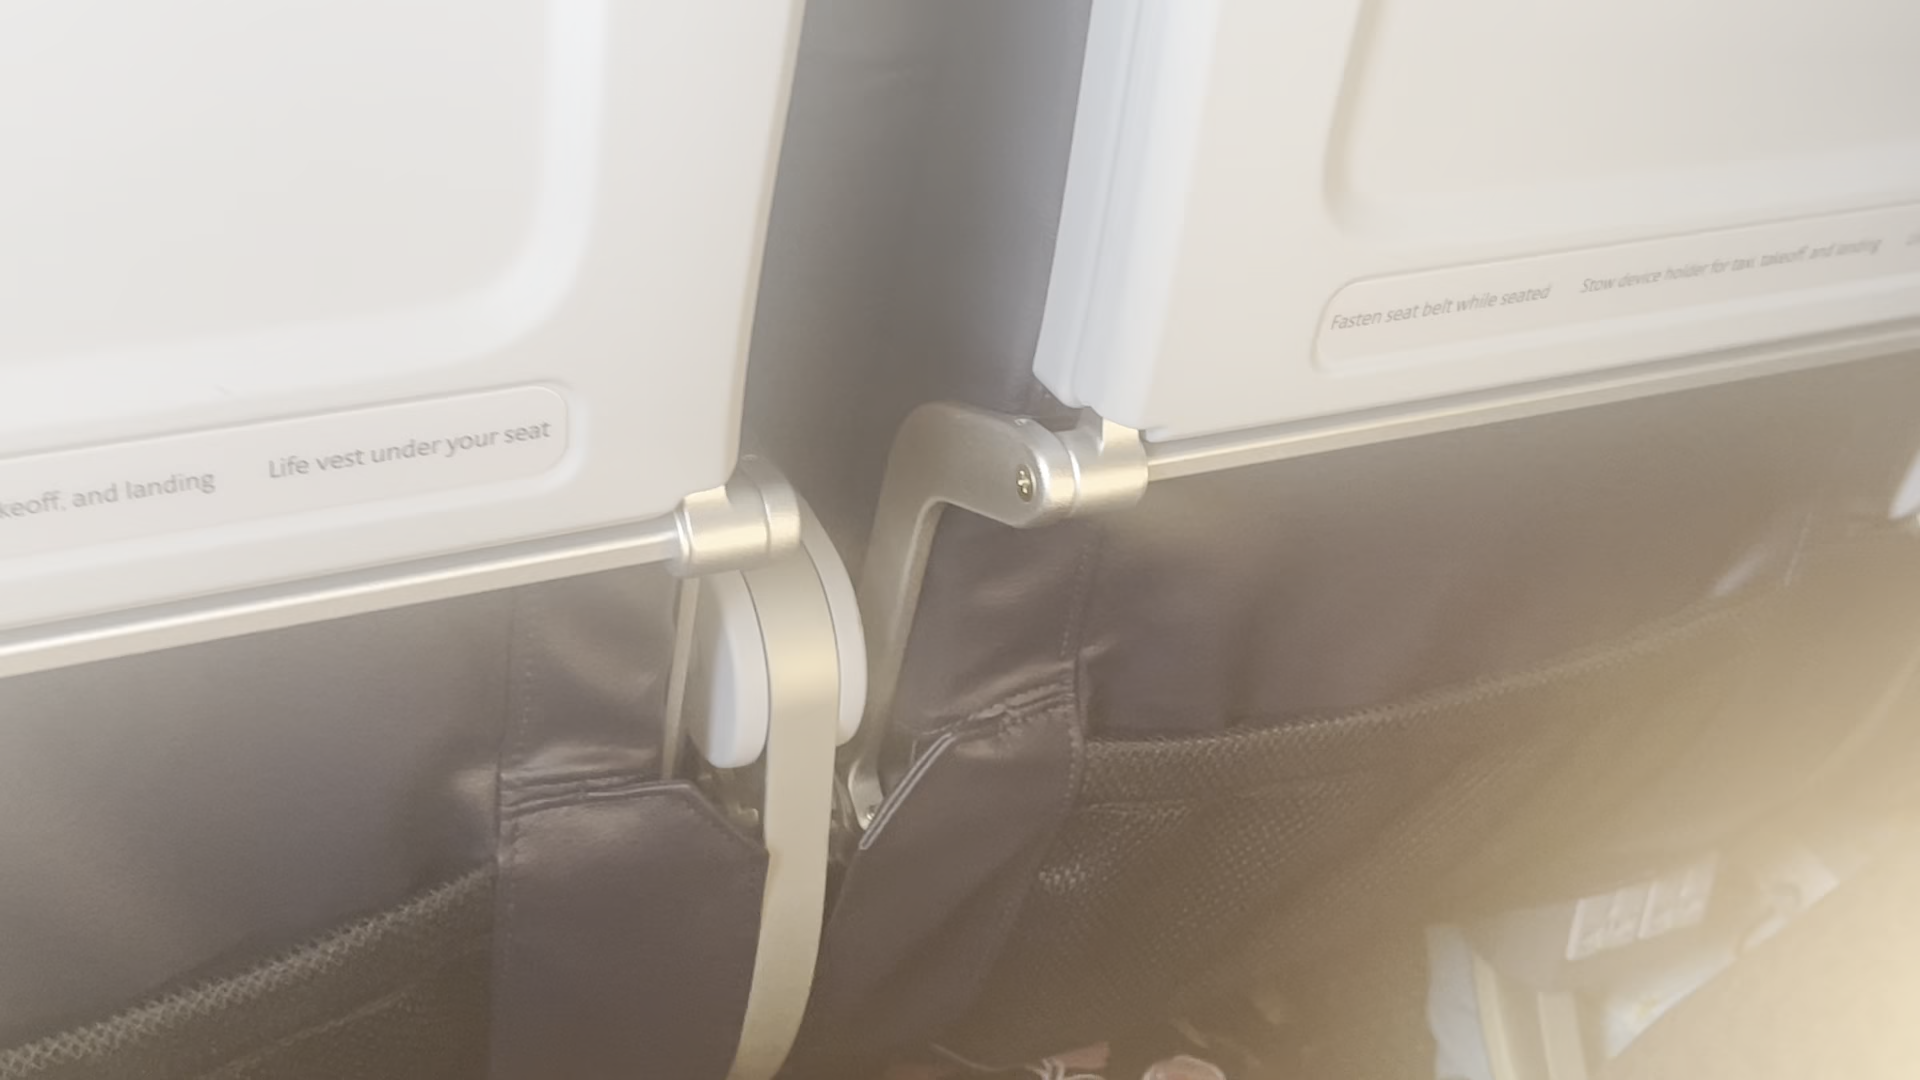 keoff, and landing Life vest under your seat
Fasten seat belt while seated Stow device holder for taxi, takeoff and landing